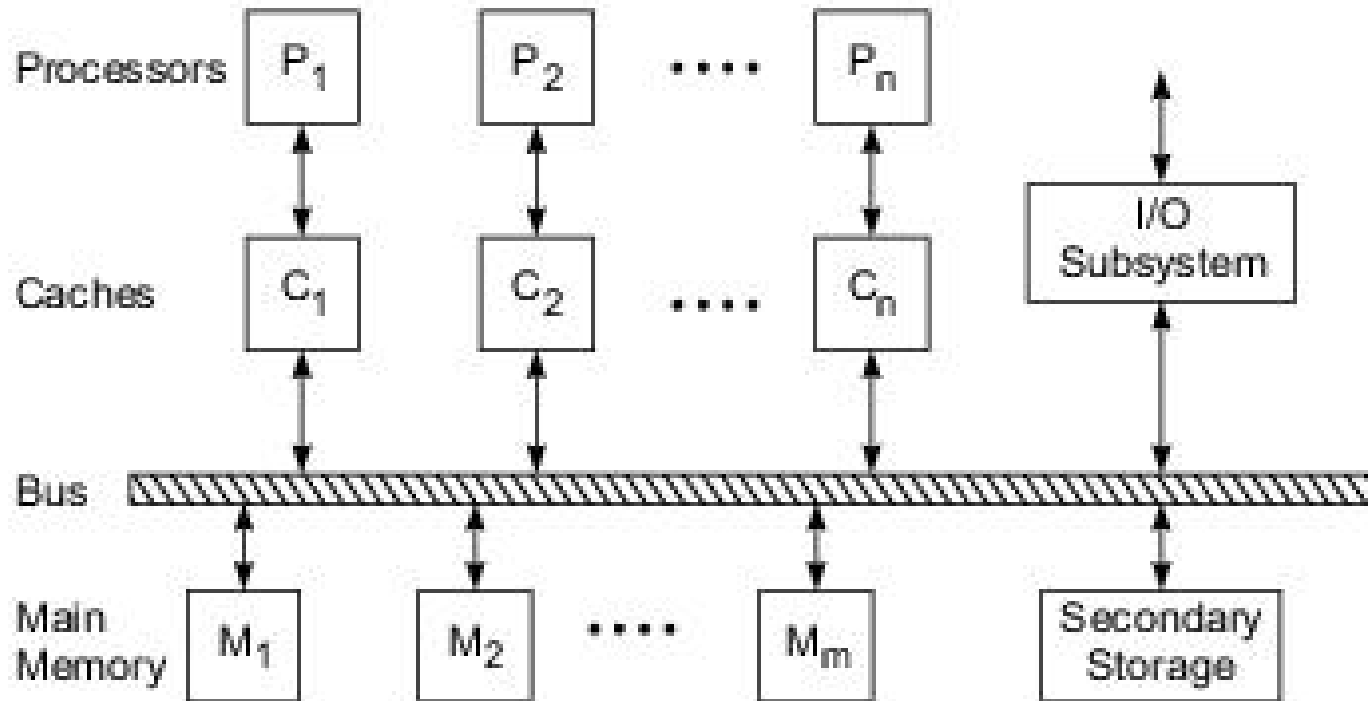 Processors P₁ P₂ •••• Pₙ
I/O
Subsystem
Caches C₁ C₂ •••• Cₙ
Bus
Main
Memory M₁ M₂ •••• Mₘ
Secondary
Storage